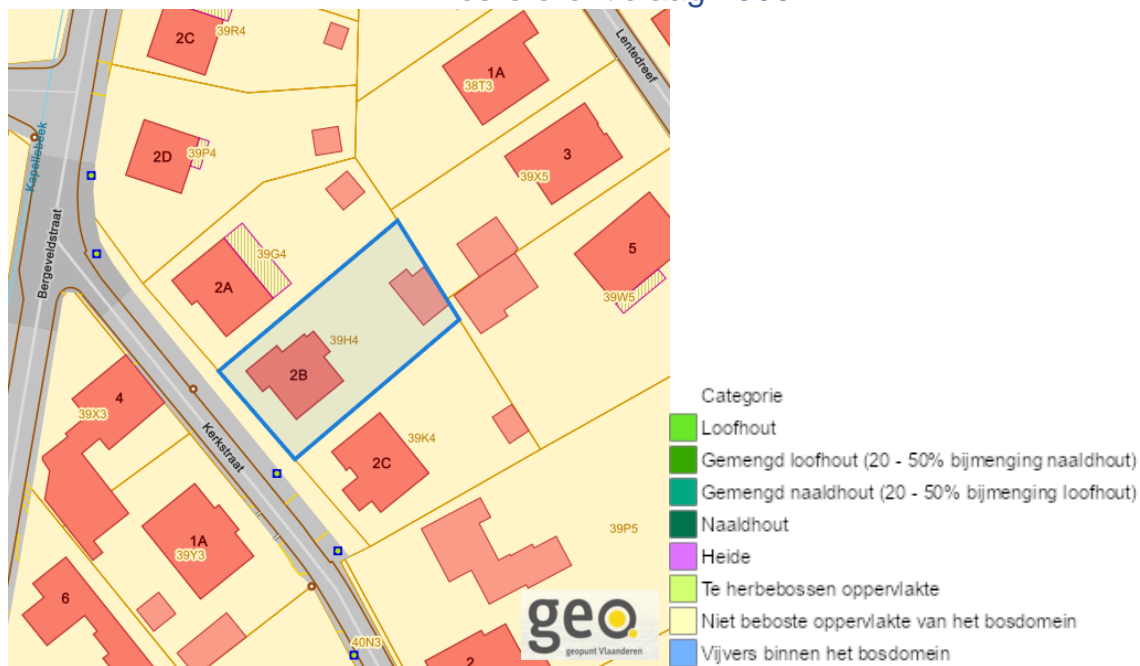 2C
39R4
1A
38T3
Lentedreef
Kapellebeek
2D
39P4
3
39X5
Bergeveldstraat
39G4
2A
5
39W5
39H4
2B
4
39X3
Kerkstraat
39K4
2C
1A
39Y3
39P5
6
40N3
2
geo
geopunt Vlaanderen
Categorie
Loofhout
Gemengd loofhout (20 - 50% bijmenging naaldhout)
Gemengd naaldhout (20 - 50% bijmenging loofhout)
Naaldhout
Heide
Te herbebossen oppervlakte
Niet beboste oppervlakte van het bosdomein
Vijvers binnen het bosdomein